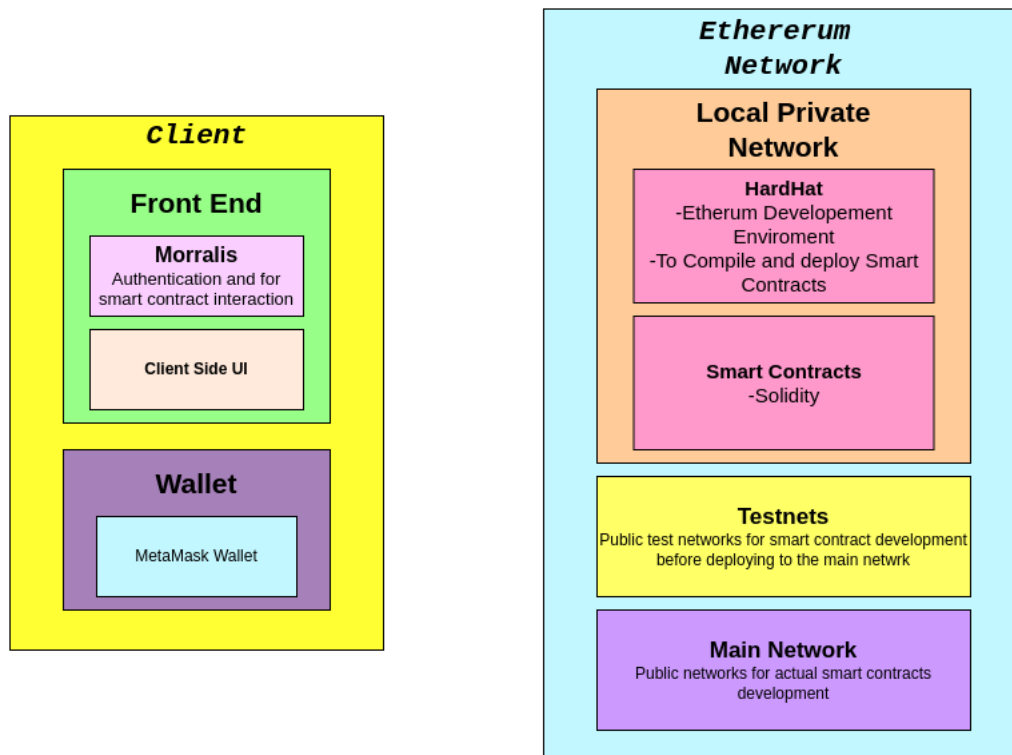 Client
Front End
Morralis
Authentication and for
smart contract interaction
Client Side UI
Wallet
MetaMask Wallet
Ethererum
Network
Local Private
Network
HardHat
-Etherum Developement
Enviroment
-To Compile and deploy Smart
Contracts
Smart Contracts
-Solidity
Testnets
Public test networks for smart contract development
before deploying to the main netwrk
Main Network
Public networks for actual smart contracts
development